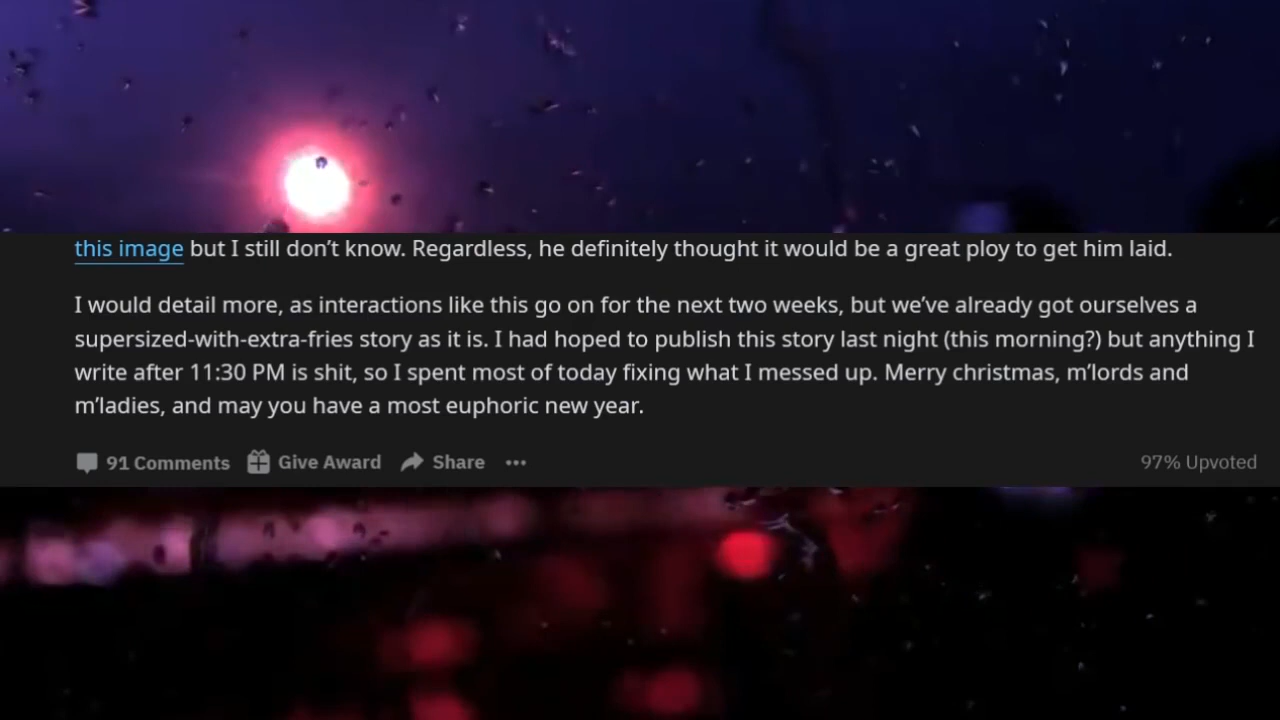 this image but I still don’t know. Regardless, he definitely thought it would be a great ploy to get him laid.
I would detail more, as interactions like this go on for the next two weeks, but we’ve already got ourselves a
supersized-with-extra-fries story as it is. I had hoped to publish this story last night (this morning?) but anything I
write after 11:30 PM is shit, so I spent most of today fixing what I messed up. Merry christmas, m’lords and
m’ladies, and may you have a most euphoric new year.
91 Comments Give Award Share ••• 97% Upvoted